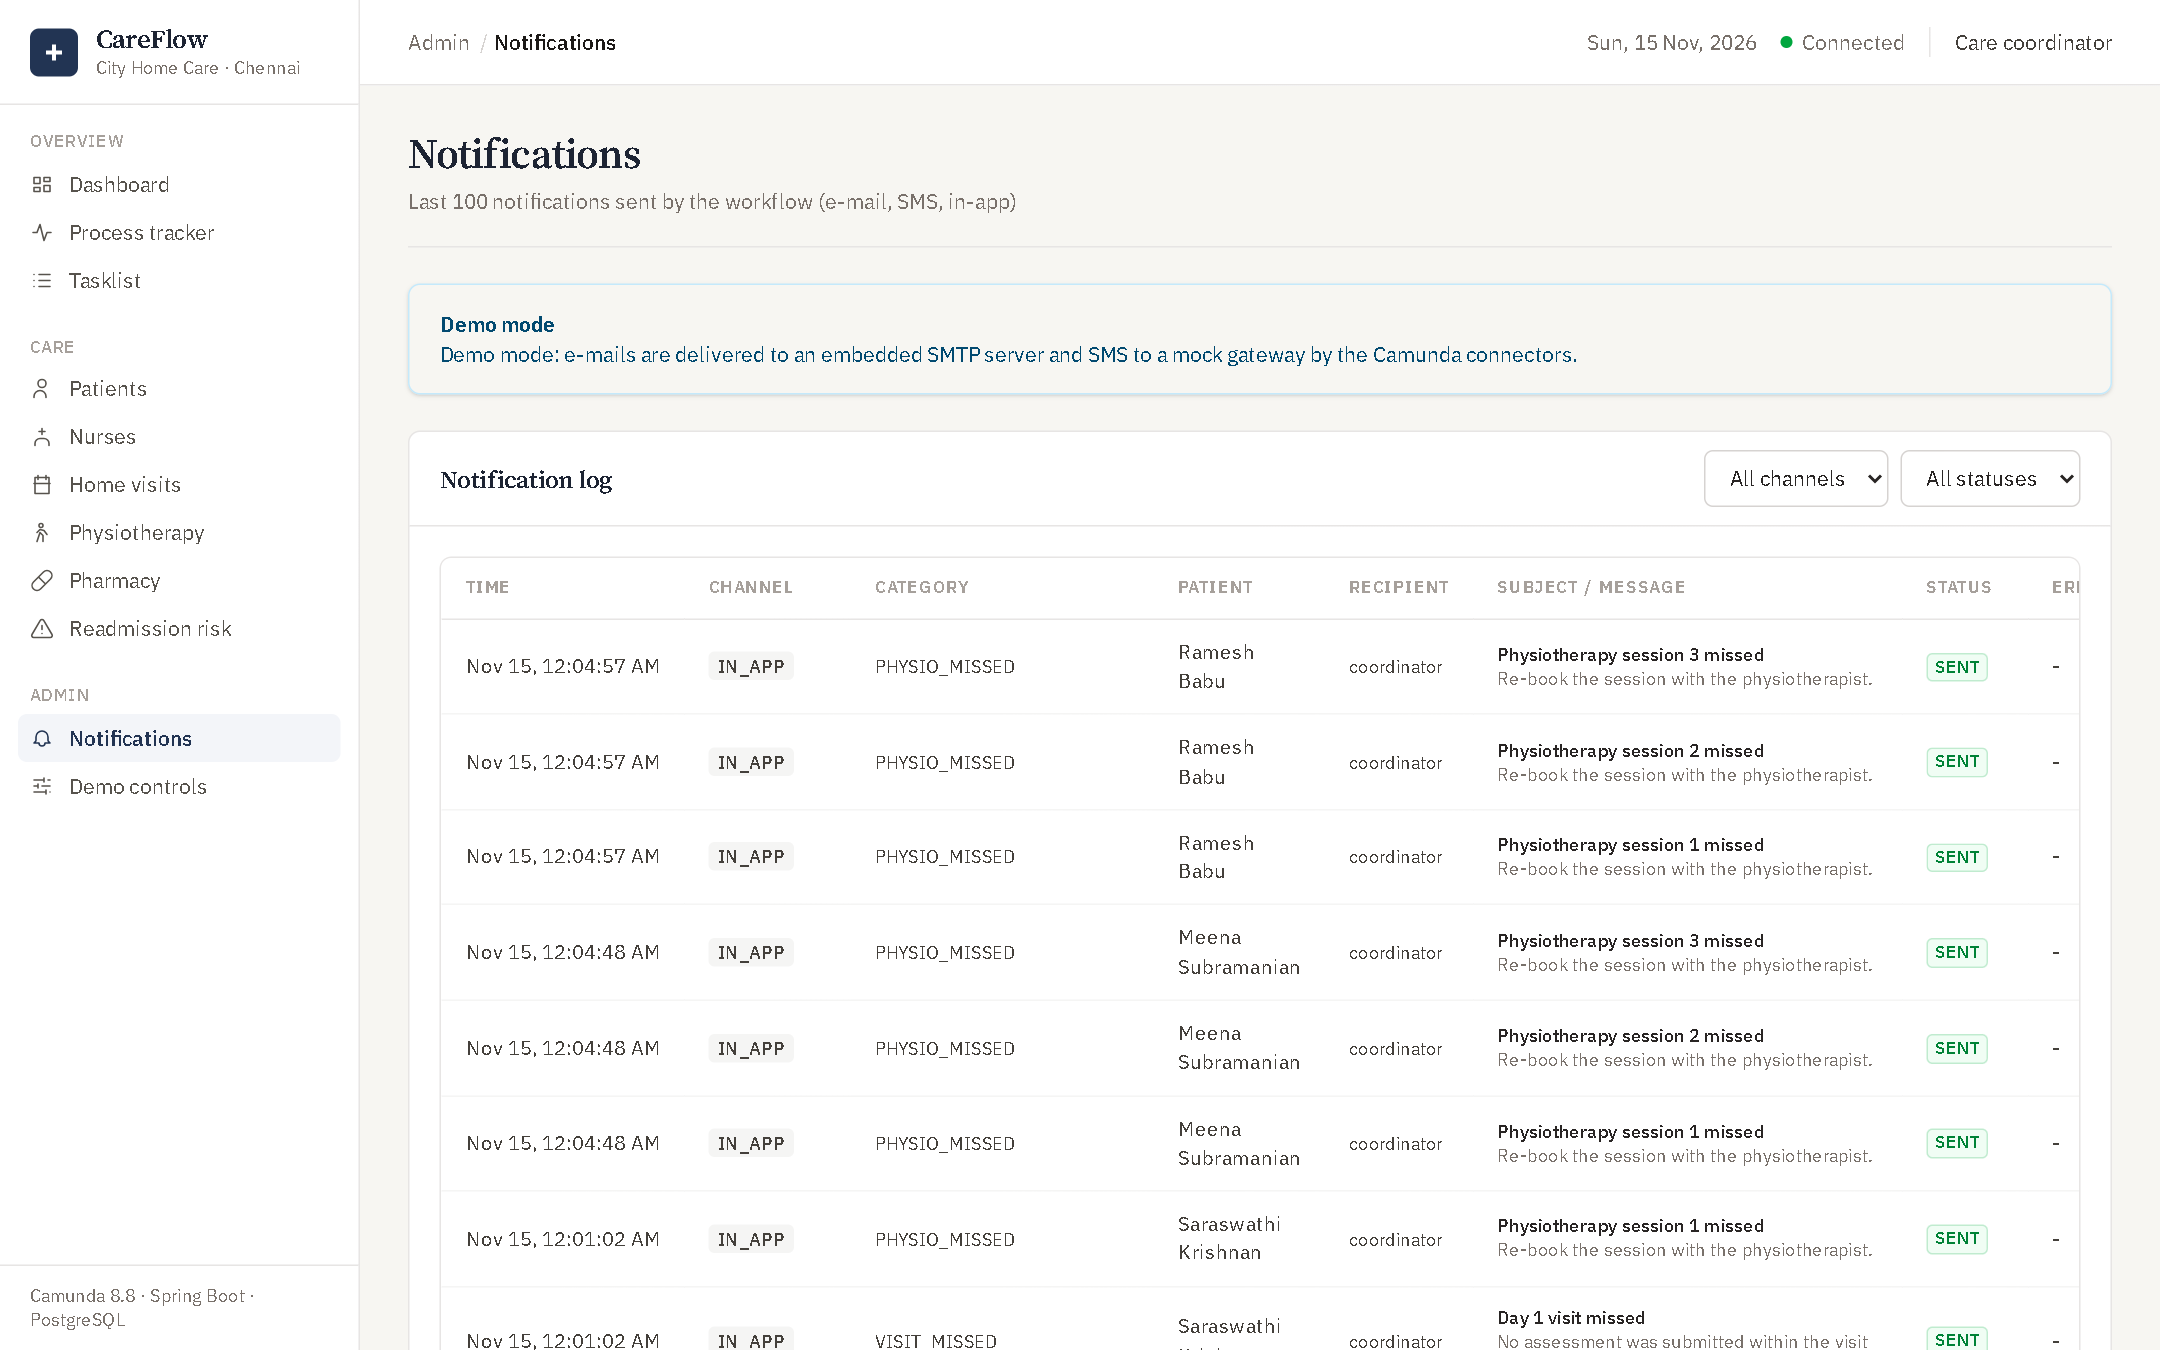 CareFlow
City Home Care · Chennai
OVERVIEW
Dashboard
Process tracker
Tasklist
CARE
Patients
Nurses
Home visits
Physiotherapy
Pharmacy
Readmission risk
ADMIN
Notifications
Demo controls
Camunda 8.8 · Spring Boot ·
PostgreSQL
Admin / Notifications
Sun, 15 Nov, 2026 Connected Care coordinator
Notifications
Last 100 notifications sent by the workflow (e-mail, SMS, in-app)
Demo mode
Demo mode: e-mails are delivered to an embedded SMTP server and SMS to a mock gateway by the Camunda connectors.
Notification log
All channels All statuses
TIME CHANNEL CATEGORY PATIENT RECIPIENT SUBJECT / MESSAGE STATUS
Nov 15, 12:04:57 AM IN_APP PHYSIO_MISSED Ramesh Babu coordinator Physiotherapy session 3 missed SENT -
Re-book the session with the physiotherapist.
Nov 15, 12:04:57 AM IN_APP PHYSIO_MISSED Ramesh Babu coordinator Physiotherapy session 2 missed SENT -
Re-book the session with the physiotherapist.
Nov 15, 12:04:57 AM IN_APP PHYSIO_MISSED Ramesh Babu coordinator Physiotherapy session 1 missed SENT -
Re-book the session with the physiotherapist.
Nov 15, 12:04:48 AM IN_APP PHYSIO_MISSED Meena Subramanian coordinator Physiotherapy session 3 missed SENT -
Re-book the session with the physiotherapist.
Nov 15, 12:04:48 AM IN_APP PHYSIO_MISSED Meena Subramanian coordinator Physiotherapy session 2 missed SENT -
Re-book the session with the physiotherapist.
Nov 15, 12:04:48 AM IN_APP PHYSIO_MISSED Meena Subramanian coordinator Physiotherapy session 1 missed SENT -
Re-book the session with the physiotherapist.
Nov 15, 12:01:02 AM IN_APP PHYSIO_MISSED Saraswathi Krishnan coordinator Physiotherapy session 1 missed SENT -
Re-book the session with the physiotherapist.
Nov 15, 12:01:02 AM IN_APP VISIT_MISSED Saraswathi coordinator Day 1 visit missed SENT -
No assessment was submitted within the visit